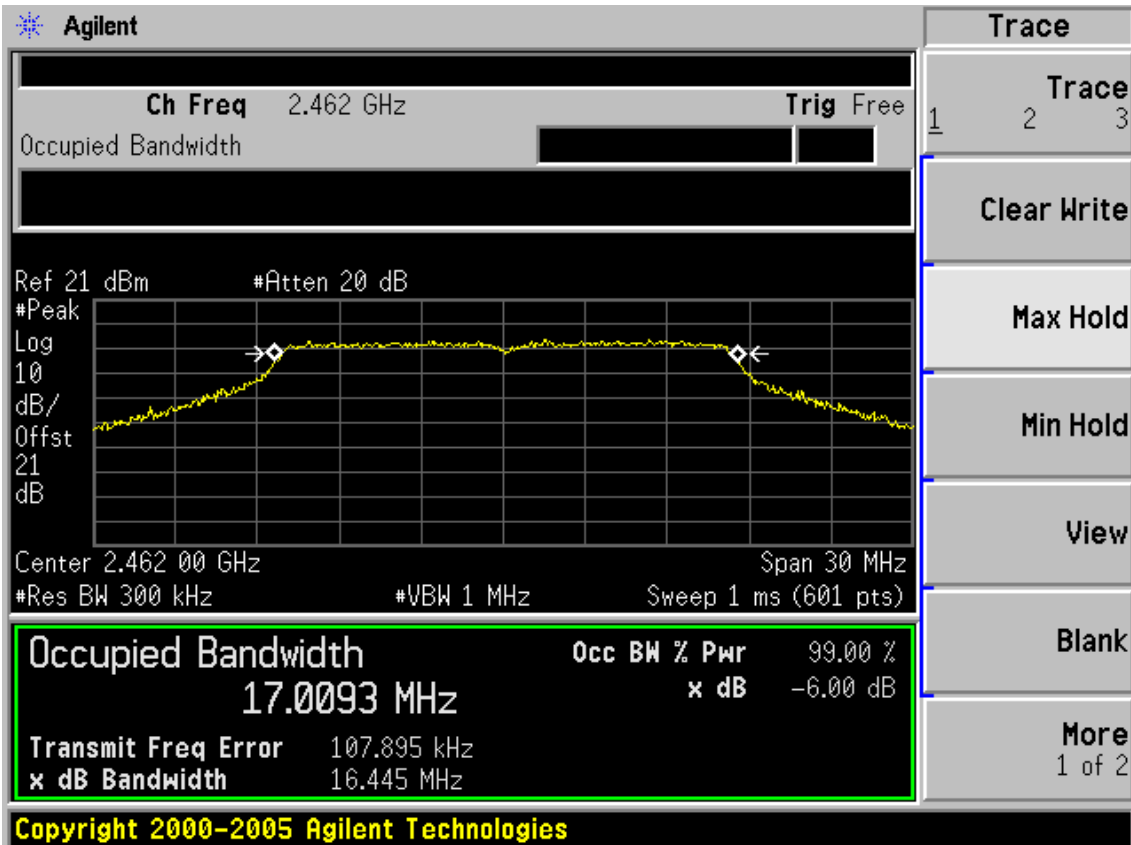 Agilent
Trace
Ch Freq 2.462 GHz Trig Free
Occupied Bandwidth
Trace
1 2 3
Clear Write
Max Hold
Min Hold
View
Blank
More
1 of 2
Ref 21 dBm #Atten 20 dB
#Peak
Log
10
dB/
Offst
21
dB
Center 2.462 00 GHz Span 30 MHz
#Res BW 300 kHz #VBW 1 MHz Sweep 1 ms (601 pts)
Occupied Bandwidth Occ BW % Pwr 99.00 %
17.0093 MHz x dB -6.00 dB
Transmit Freq Error 107.895 kHz
x dB Bandwidth 16.445 MHz
Copyright 2000-2005 Agilent Technologies